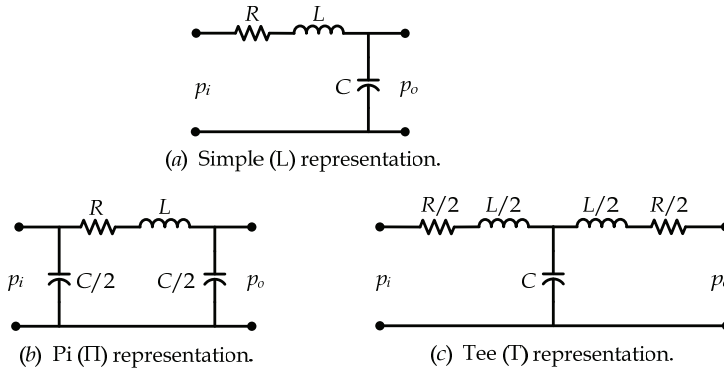 R L
p_i C p_o
(a) Simple (L) representation.
R L
p_i C/2 C/2 p_o
(b) Pi (Π) representation.
R/2 L/2 L/2 R/2
p_i C p
(c) Tee (T) representation.